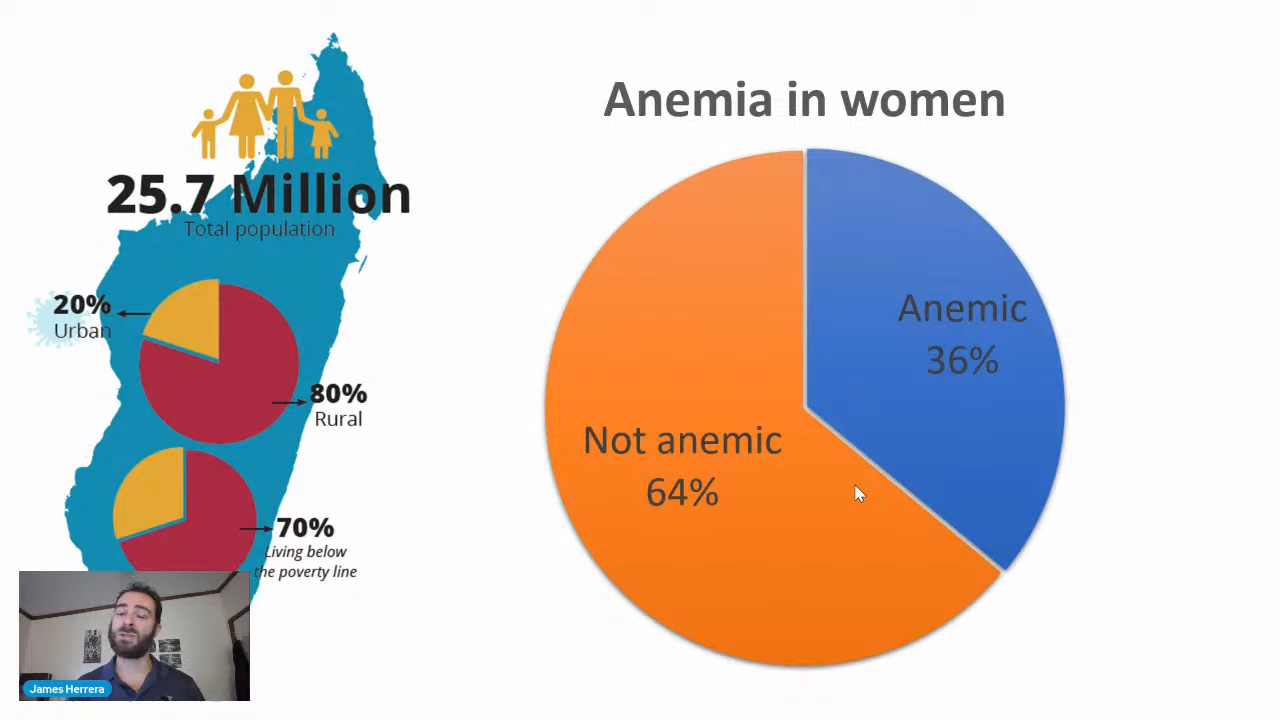 25.7 Million
Total population
20%
Urban
80%
Rural
70%
Living below
the poverty line
Anemia in women
Anemic
36%
Not anemic
64%
James Herrera